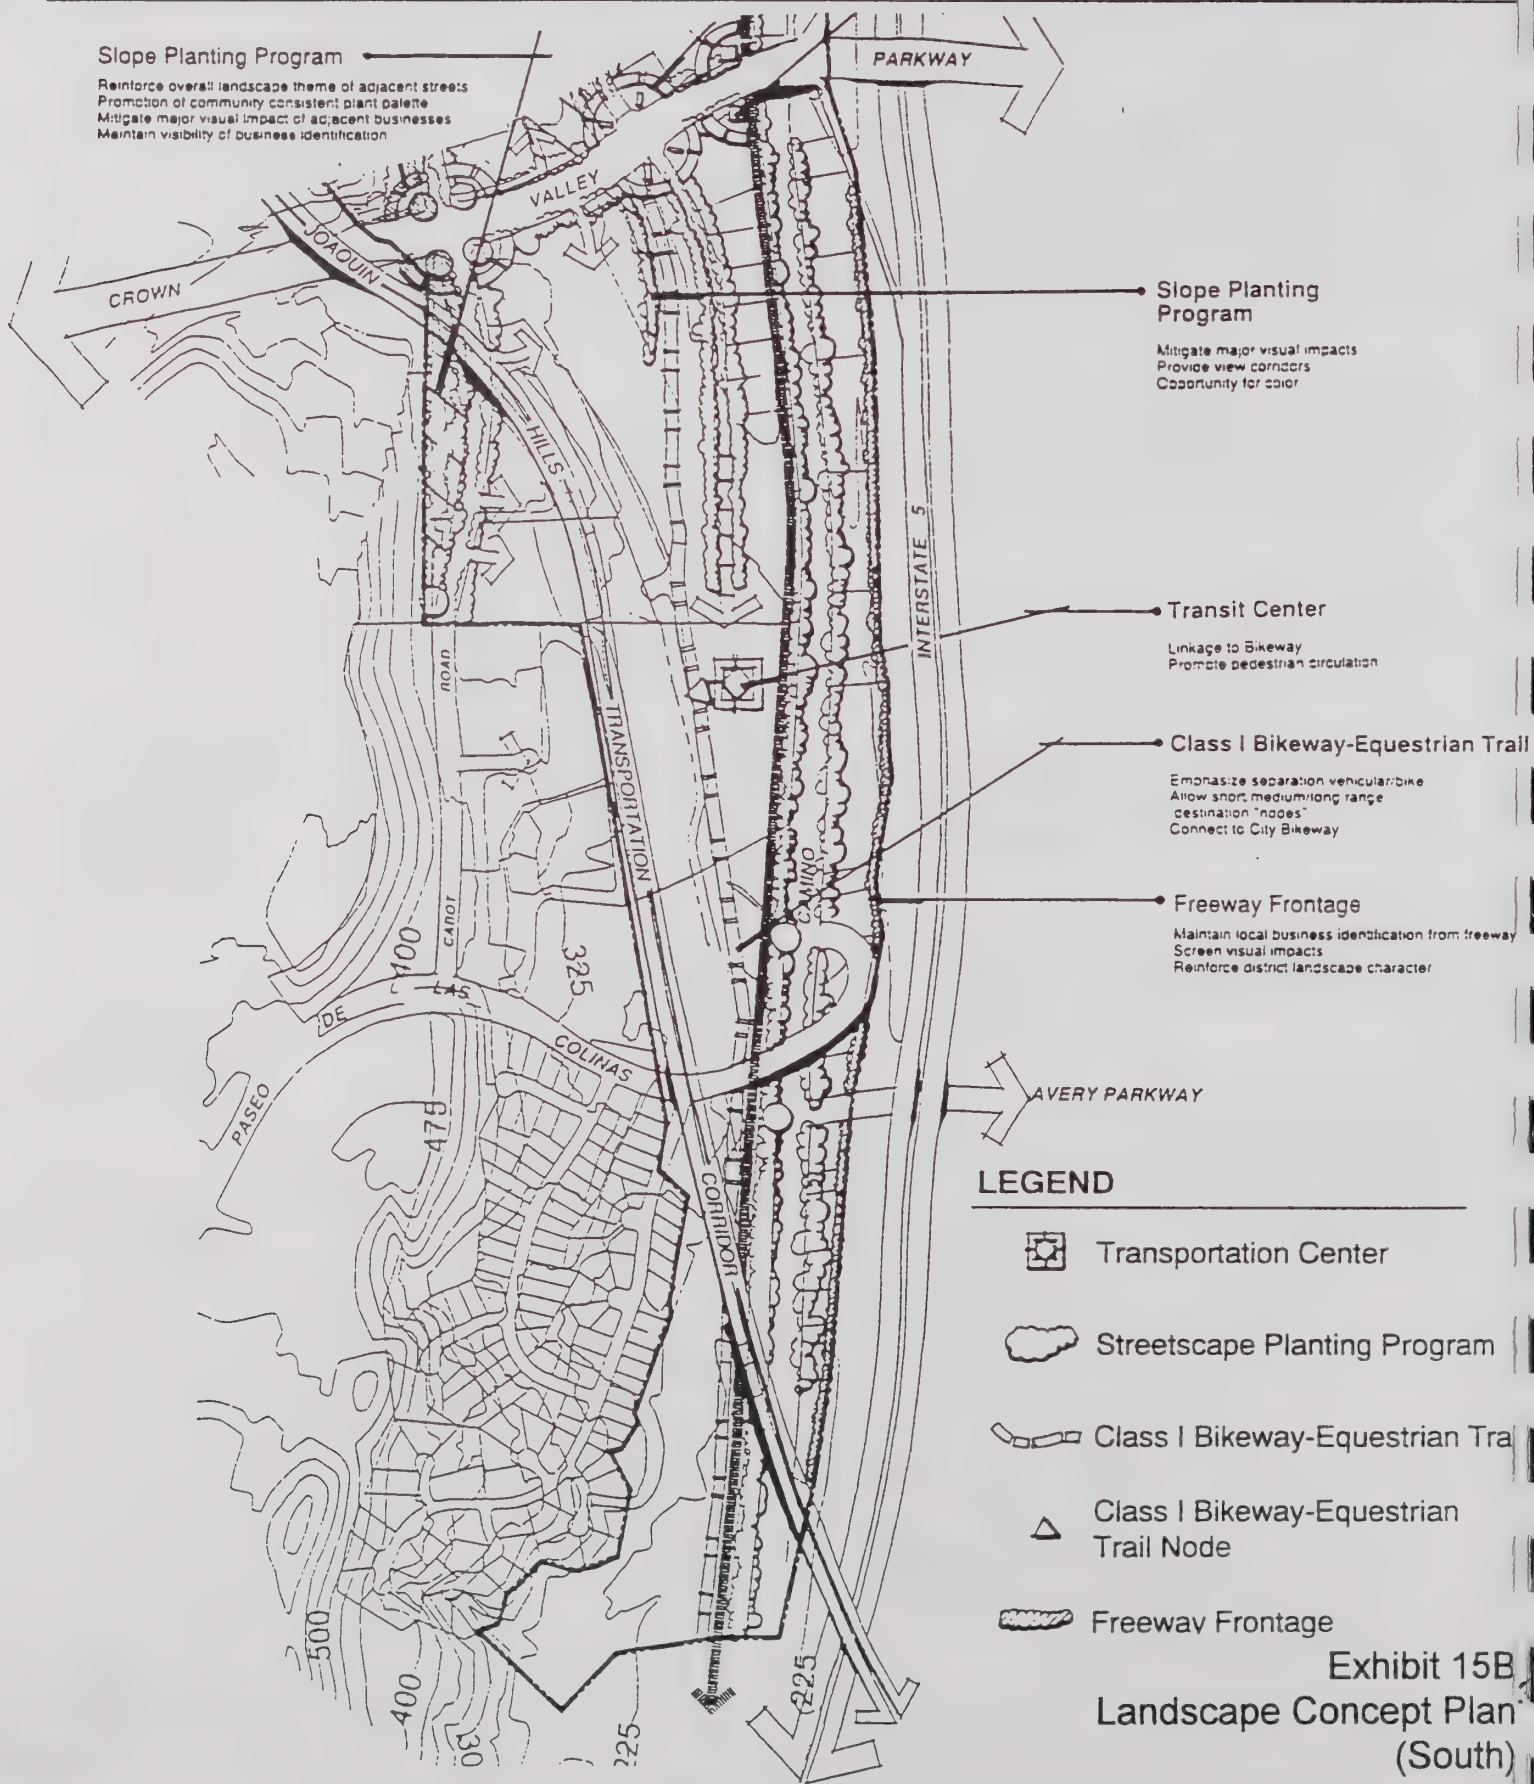 Slope Planting Program
Reinforce overall landscape theme of adjacent streets
Promotion of community consistent plant palette
Mitigate major visual impact of adjacent businesses
Maintain visibility of business identification
PARKWAY
VALLEY
JOAQUIN
CROWN
Slope Planting
Program
Mitigate major visual impacts
Provide view corridors
Opportunity for color
HILLS
INTERSTATE 5
Transit Center
Linkage to Bikeway
Promote pedestrian circulation
ROAD
TRANSPORTATION
Class I Bikeway-Equestrian Trail
Emphasize separation vehicular/bike
Allow short medium/long range
destination "nodes"
Connect to City Bikeway
CAMINO
Freeway Frontage
Maintain local business identification from freeway
Screen visual impacts
Reinforce district landscape character
CABOT
400
325
LAS
DE
COLINAS
PASEO
475
AVERY PARKWAY
CORRIDOR
LEGEND
Transportation Center
Streetscape Planting Program
Class I Bikeway-Equestrian Tra
Class I Bikeway-Equestrian
Trail Node
Freeway Frontage
500
400
30
225
225
Exhibit 15B
Landscape Concept Plan
(South)